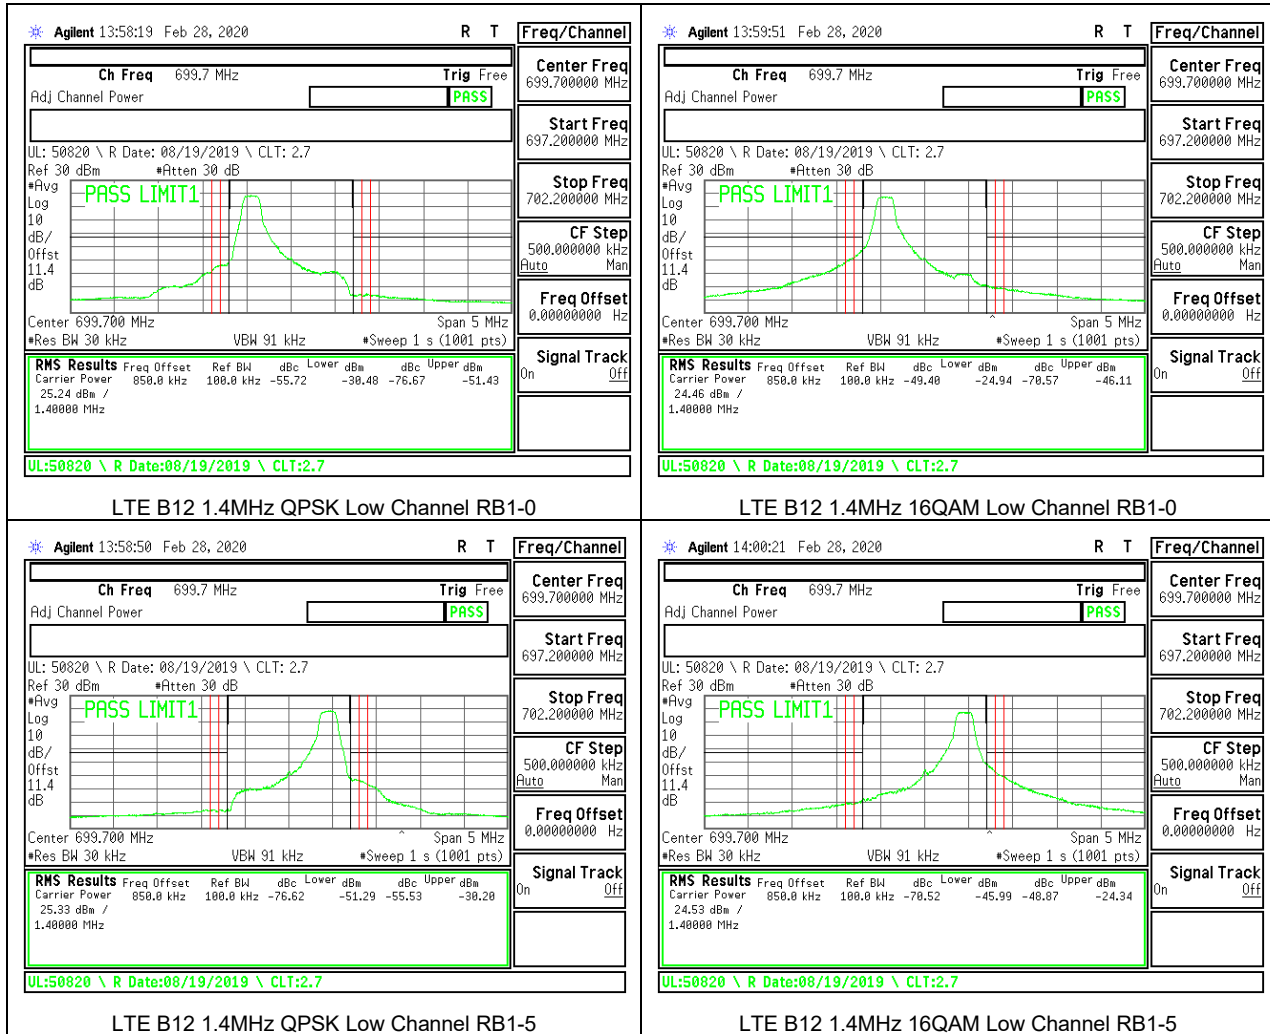 Agilent 13:58:19 Feb 28, 2020 R T Freq/Channel
Ch Freq 699.7 MHz Trig Free
Adj Channel Power PASS
UL: 50820 \ R Date: 08/19/2019 \ CLT: 2.7
Ref 30 dBm #Atten 30 dB
#Avg
Log
10
dB/
Offst
11.4
dB
PASS LIMIT1
Center 699.700 MHz Span 5 MHz
#Res BW 30 kHz VBW 91 kHz #Sweep 1 s (1001 pts)
RMS Results Freq Offset Ref BW dBc Lower dBm dBc Upper dBm
Carrier Power 850.0 kHz 100.0 kHz -55.72 -30.48 -76.67 -51.43
25.24 dBm /
1.40000 MHz
UL:50820 \ R Date:08/19/2019 \ CLT:2.7
Center Freq
699.700000 MHz
Start Freq
697.200000 MHz
Stop Freq
702.200000 MHz
CF Step
500.000000 kHz
Auto Man
Freq Offset
0.00000000 Hz
Signal Track
On Off
LTE B12 1.4MHz QPSK Low Channel RB1-0
Agilent 13:59:51 Feb 28, 2020 R T Freq/Channel
Ch Freq 699.7 MHz Trig Free
Adj Channel Power PASS
UL: 50820 \ R Date: 08/19/2019 \ CLT: 2.7
Ref 30 dBm #Atten 30 dB
#Avg
Log
10
dB/
Offst
11.4
dB
PASS LIMIT1
Center 699.700 MHz Span 5 MHz
#Res BW 30 kHz VBW 91 kHz #Sweep 1 s (1001 pts)
RMS Results Freq Offset Ref BW dBc Lower dBm dBc Upper dBm
Carrier Power 850.0 kHz 100.0 kHz -49.40 -24.94 -70.57 -46.11
24.46 dBm /
1.40000 MHz
UL:50820 \ R Date:08/19/2019 \ CLT:2.7
Center Freq
699.700000 MHz
Start Freq
697.200000 MHz
Stop Freq
702.200000 MHz
CF Step
500.000000 kHz
Auto Man
Freq Offset
0.00000000 Hz
Signal Track
On Off
LTE B12 1.4MHz 16QAM Low Channel RB1-0
Agilent 13:58:50 Feb 28, 2020 R T Freq/Channel
Ch Freq 699.7 MHz Trig Free
Adj Channel Power PASS
UL: 50820 \ R Date: 08/19/2019 \ CLT: 2.7
Ref 30 dBm #Atten 30 dB
#Avg
Log
10
dB/
Offst
11.4
dB
PASS LIMIT1
Center 699.700 MHz Span 5 MHz
#Res BW 30 kHz VBW 91 kHz #Sweep 1 s (1001 pts)
RMS Results Freq Offset Ref BW dBc Lower dBm dBc Upper dBm
Carrier Power 850.0 kHz 100.0 kHz -76.62 -51.29 -55.53 -30.20
25.33 dBm /
1.40000 MHz
UL:50820 \ R Date:08/19/2019 \ CLT:2.7
Center Freq
699.700000 MHz
Start Freq
697.200000 MHz
Stop Freq
702.200000 MHz
CF Step
500.000000 kHz
Auto Man
Freq Offset
0.00000000 Hz
Signal Track
On Off
LTE B12 1.4MHz QPSK Low Channel RB1-5
Agilent 14:00:21 Feb 28, 2020 R T Freq/Channel
Ch Freq 699.7 MHz Trig Free
Adj Channel Power PASS
UL: 50820 \ R Date: 08/19/2019 \ CLT: 2.7
Ref 30 dBm #Atten 30 dB
#Avg
Log
10
dB/
Offst
11.4
dB
PASS LIMIT1
Center 699.700 MHz Span 5 MHz
#Res BW 30 kHz VBW 91 kHz #Sweep 1 s (1001 pts)
RMS Results Freq Offset Ref BW dBc Lower dBm dBc Upper dBm
Carrier Power 850.0 kHz 100.0 kHz -70.52 -45.99 -48.87 -24.34
24.53 dBm /
1.40000 MHz
UL:50820 \ R Date:08/19/2019 \ CLT:2.7
Center Freq
699.700000 MHz
Start Freq
697.200000 MHz
Stop Freq
702.200000 MHz
CF Step
500.000000 kHz
Auto Man
Freq Offset
0.00000000 Hz
Signal Track
On Off
LTE B12 1.4MHz 16QAM Low Channel RB1-5